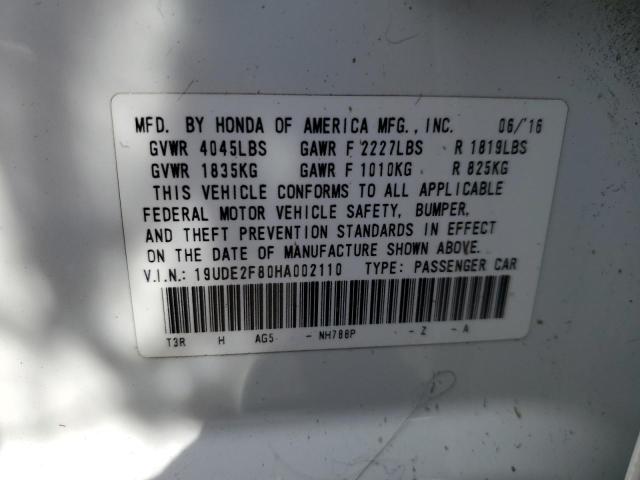 MFD. BY HONDA OF AMERICA MFG., INC. 06/'16
GVWR 4045LBS GAWR F 2227LBS R 1819LBS
GVWR 1835KG GAWR F 1010KG R 825KG
THIS VEHICLE CONFORMS TO ALL APPLICABLE
FEDERAL MOTOR VEHICLE SAFETY, BUMPER,
AND THEFT PREVENTION STANDARDS IN EFFECT
ON THE DATE OF MANUFACTURE SHOWN ABOVE.
V.I.N.: 19UDE2F80HA002110 TYPE: PASSENGER CAR
T3R H AG5 - NH788P - Z - A